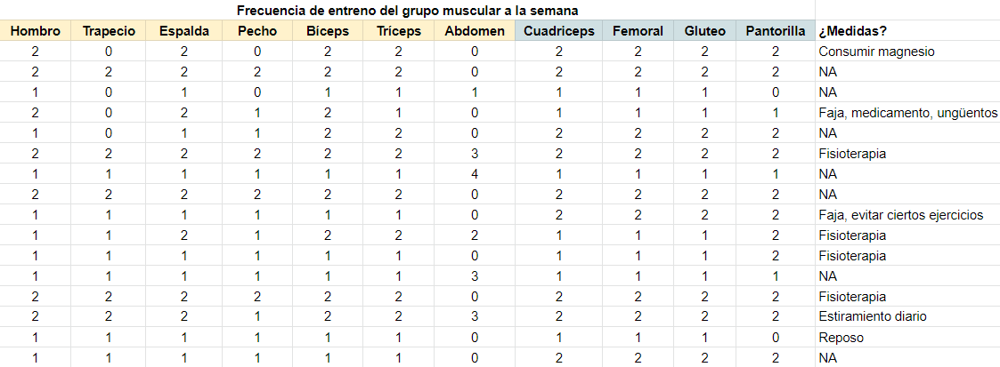 Frecuencia de entreno del grupo muscular a la semana
Hombro Trapecio Espalda Pecho Bíceps Tríceps Abdomen Cuadriceps Femoral Gluteo Pantorilla ¿Medidas?
2 0 2 0 2 2 0 2 2 2 2 Consumir magnesio
2 2 2 2 2 2 0 2 2 2 2 NA
1 0 1 0 1 1 1 1 1 1 0 NA
2 0 2 1 2 1 0 1 1 1 1 Faja, medicamento, ungüentos
1 0 1 1 2 2 0 2 2 2 2 NA
2 2 2 2 2 2 3 2 2 2 2 Fisioterapia
1 1 1 1 1 1 4 1 1 1 1 NA
2 2 2 2 2 2 0 2 2 2 2 NA
1 1 1 1 1 1 0 2 2 2 2 Faja, evitar ciertos ejercicios
1 1 2 1 2 2 2 1 1 1 2 Fisioterapia
1 1 1 1 1 1 0 1 1 1 2 Fisioterapia
1 1 1 1 1 1 3 1 1 1 1 NA
2 2 2 2 2 2 0 2 2 2 2 Fisioterapia
2 2 2 1 2 2 3 2 2 2 2 Estiramiento diario
1 1 1 1 1 1 0 1 1 1 0 Reposo
1 1 1 1 1 1 0 2 2 2 2 NA